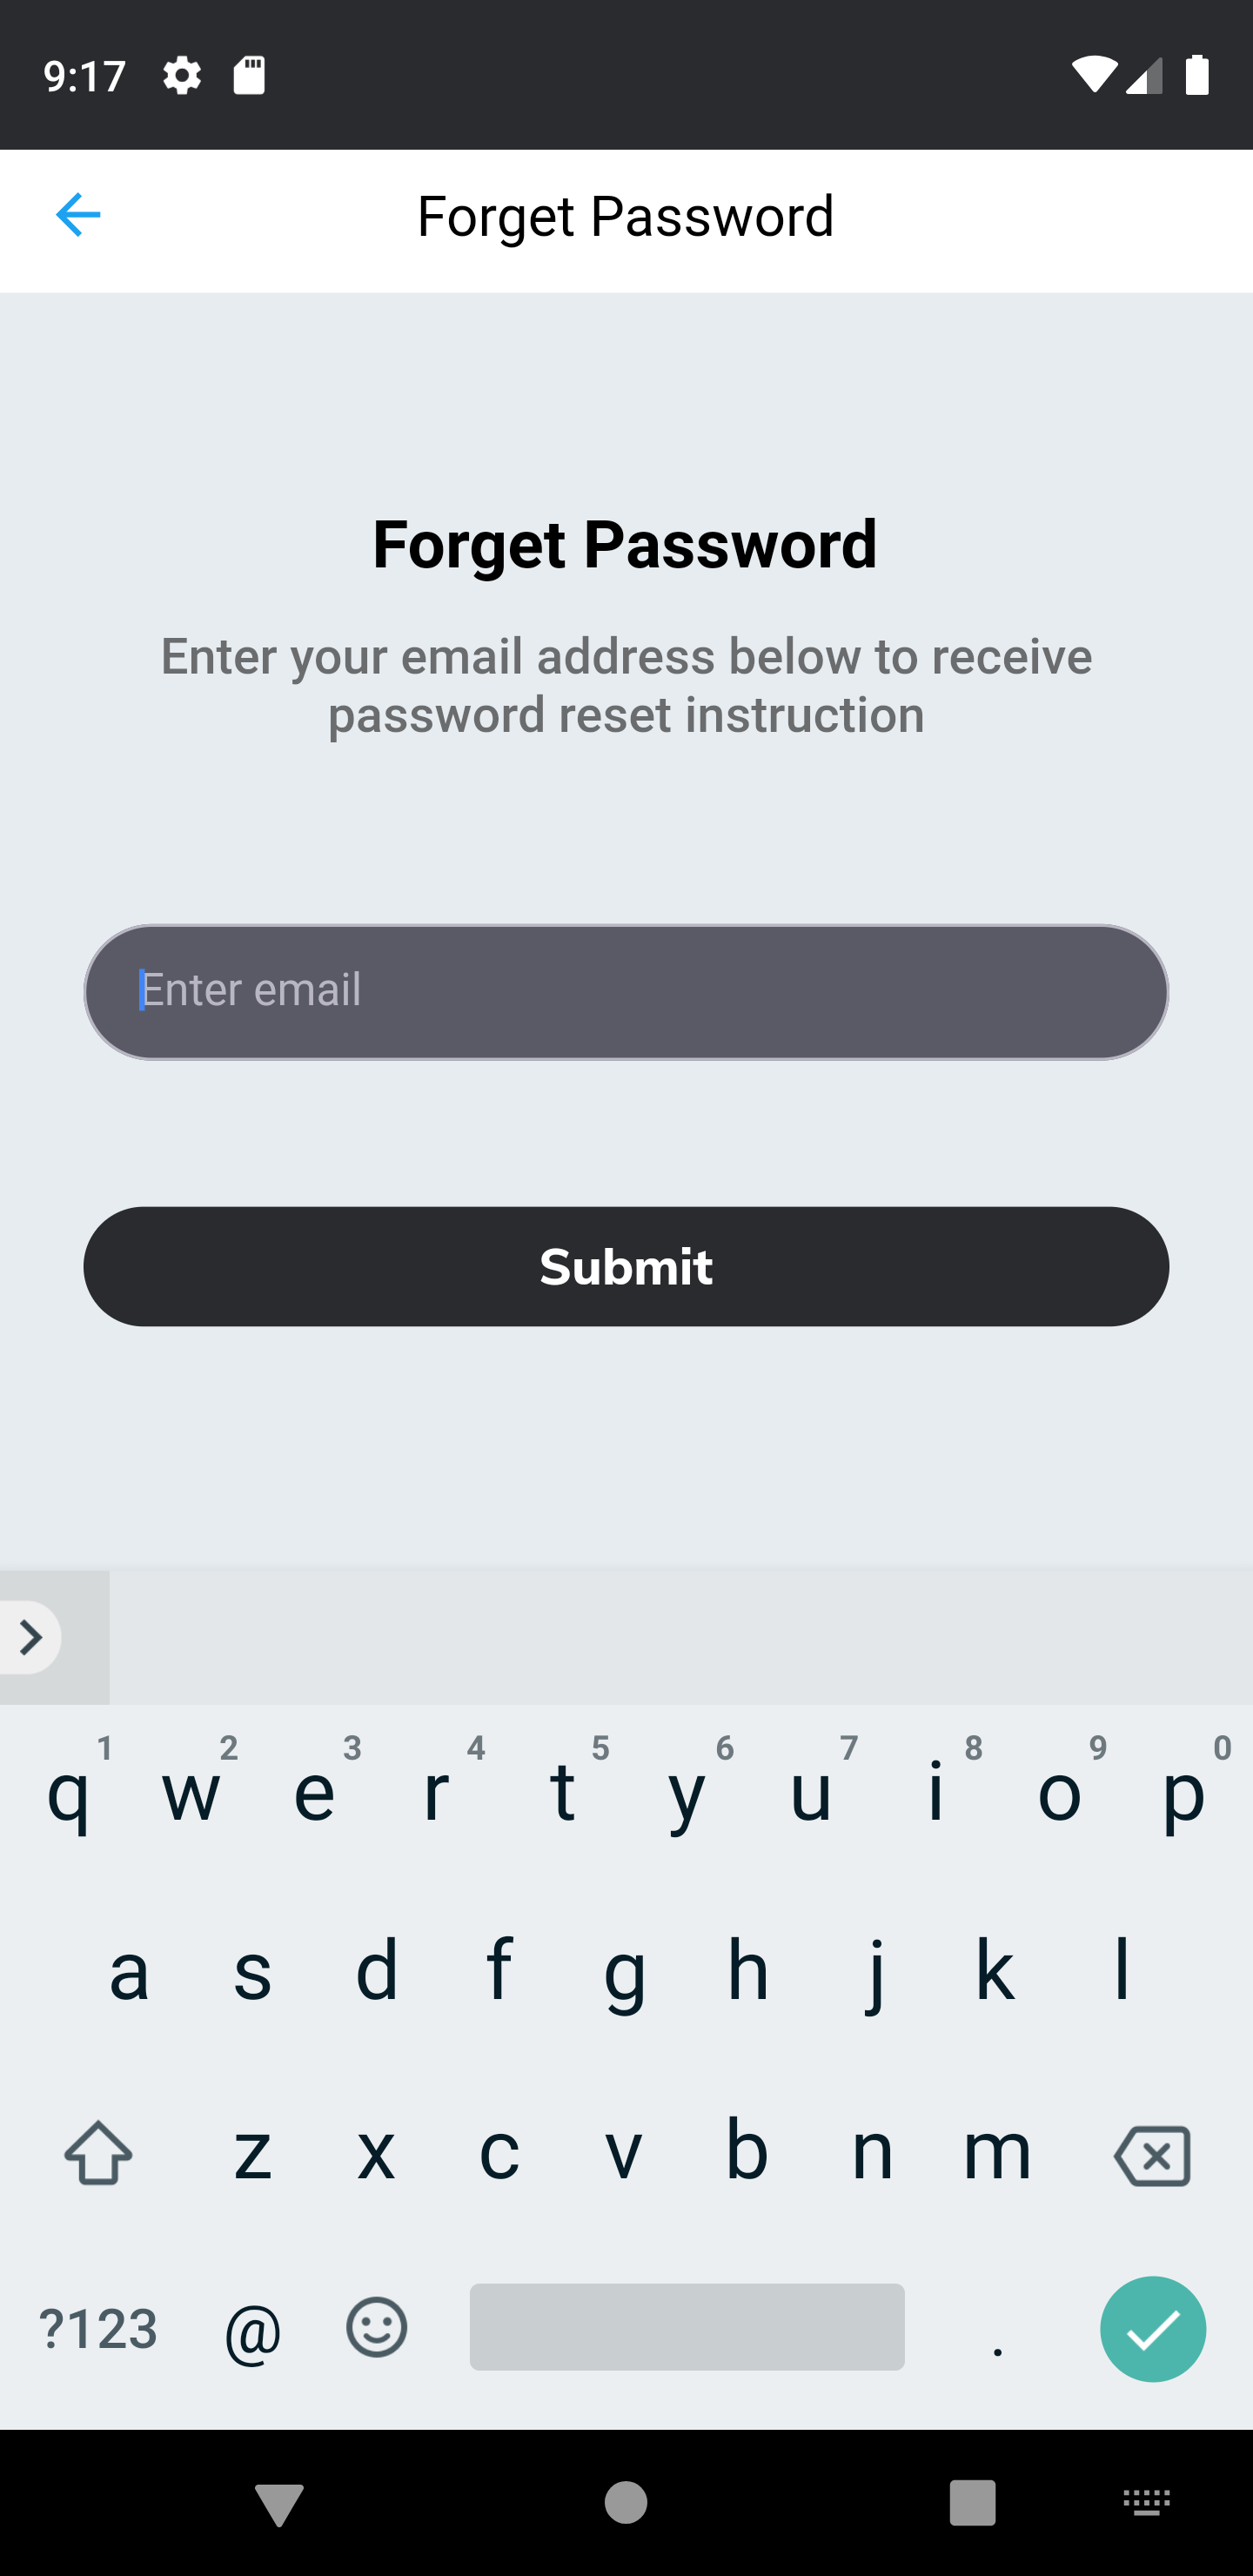 9:17
Forget Password
Forget Password
Enter your email address below to receive
password reset instruction
Enter email
Submit
1 2 3 4 5 6 7 8 9 0
q w e r t y u i o p
a s d f g h j k l
z x c v b n m
?123 @ .